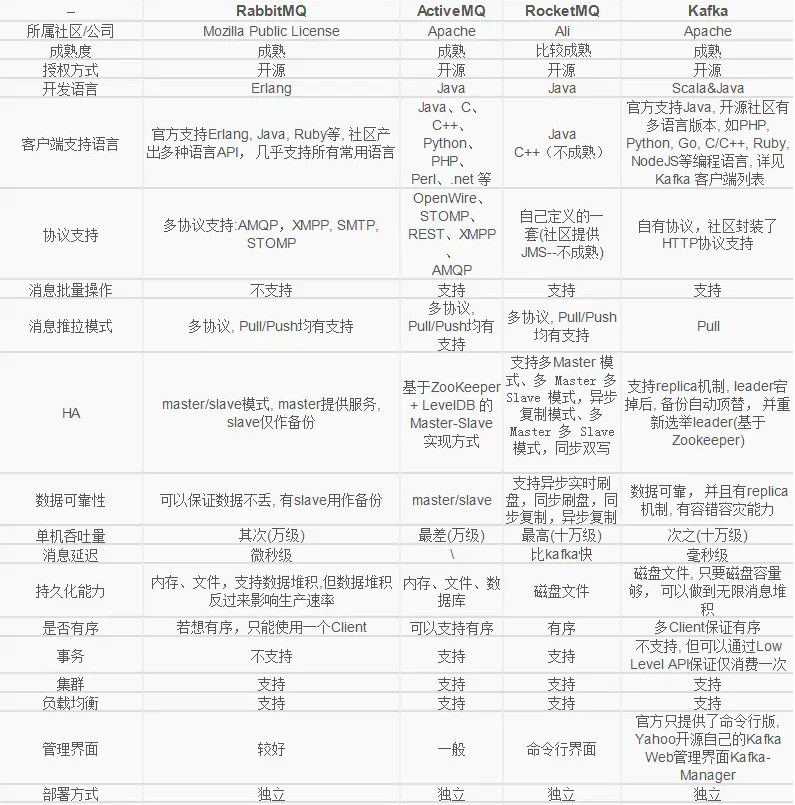 – RabbitMQ ActiveMQ RocketMQ Kafka
所属社区/公司 Mozilla Public License Apache Ali Apache
成熟度 成熟 成熟 比较成熟 成熟
授权方式 开源 开源 开源 开源
开发语言 Erlang Java Java Scala&Java
客户端支持语言
官方支持Erlang, Java, Ruby等, 社区产
出多种语言API， 几乎支持所有常用语言
Java、C、
C++、
Python、
PHP、
Perl、.net 等
Java
C++（不成熟）
官方支持Java, 开源社区有
多语言版本, 如PHP,
Python, Go, C/C++, Ruby,
NodeJS等编程语言, 详见
Kafka 客户端列表
协议支持
多协议支持:AMQP，XMPP, SMTP,
STOMP
OpenWire、
STOMP、
REST、XMPP
、
AMQP
自己定义的一
套(社区提供
JMS--不成熟)
自有协议，社区封装了
HTTP协议支持
消息批量操作 不支持 支持 支持 支持
消息推拉模式
多协议, Pull/Push均有支持
多协议,
Pull/Push均有
支持
多协议, Pull/Push
均有支持
Pull
HA
master/slave模式, master提供服务,
slave仅作备份
基于ZooKeeper
+ LevelDB 的
Master-Slave
实现方式
支持多Master 模
式、多 Master 多
Slave 模式，异步
复制模式、多
Master 多 Slave
模式，同步双写
支持replica机制, leader宕
掉后, 备份自动顶替， 并重
新选举leader(基于
Zookeeper)
数据可靠性
可以保证数据不丢, 有slave用作备份
master/slave
支持异步实时刷
盘，同步刷盘，同
步复制，异步复制
数据可靠， 并且有replica
机制, 有容错容灾能力
单机吞吐量 其次(万级) 最差(万级) 最高(十万级) 次之(十万级)
消息延迟 微秒级 \ 比kafka快 毫秒级
持久化能力
内存、文件，支持数据堆积,但数据堆积
反过来影响生产速率
内存、文件、数
据库
磁盘文件
磁盘文件, 只要磁盘容量
够， 可以做到无限消息堆
积
是否有序 若想有序，只能使用一个Client 可以支持有序 有序 多Client保证有序
事务
不支持
支持
支持
不支持, 但可以通过Low
Level API保证仅消费一次
集群 支持 支持 支持 支持
负载均衡 支持 支持 支持 支持
管理界面
较好
一般
命令行界面
官方只提供了命令行版,
Yahoo开源自己的Kafka
Web管理界面Kafka-
Manager
部署方式 独立 独立 独立 独立